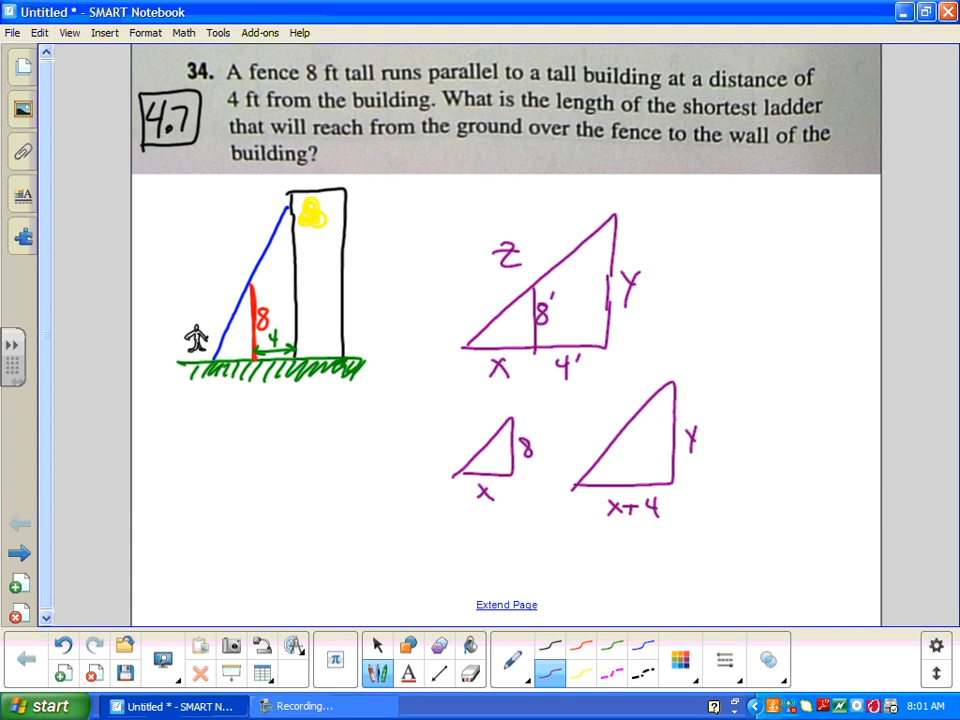 Untitled * - SMART Notebook
File Edit View Insert Format Math Tools Add-ons Help
34. A fence 8 ft tall runs parallel to a tall building at a distance of
4 ft from the building. What is the length of the shortest ladder
that will reach from the ground over the fence to the wall of the
building?
4.7
8
4
z
8'
y
x
4'
8
x
y
x+4
Extend Page
start
Untitled * - SMART N...
Recording...
8:01 AM